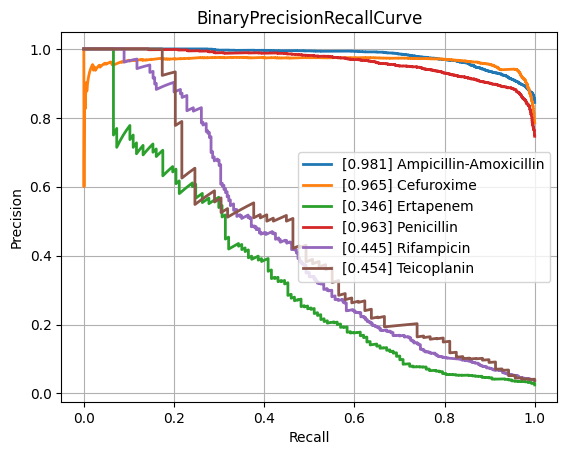 BinaryPrecisionRecallCurve
Precision
1.0
0.8
0.6
0.4
0.2
0.0
[0.981] Ampicillin-Amoxicillin
[0.965] Cefuroxime
[0.346] Ertapenem
[0.963] Penicillin
[0.445] Rifampicin
[0.454] Teicoplanin
0.0 0.2 0.4 0.6 0.8 1.0
Recall